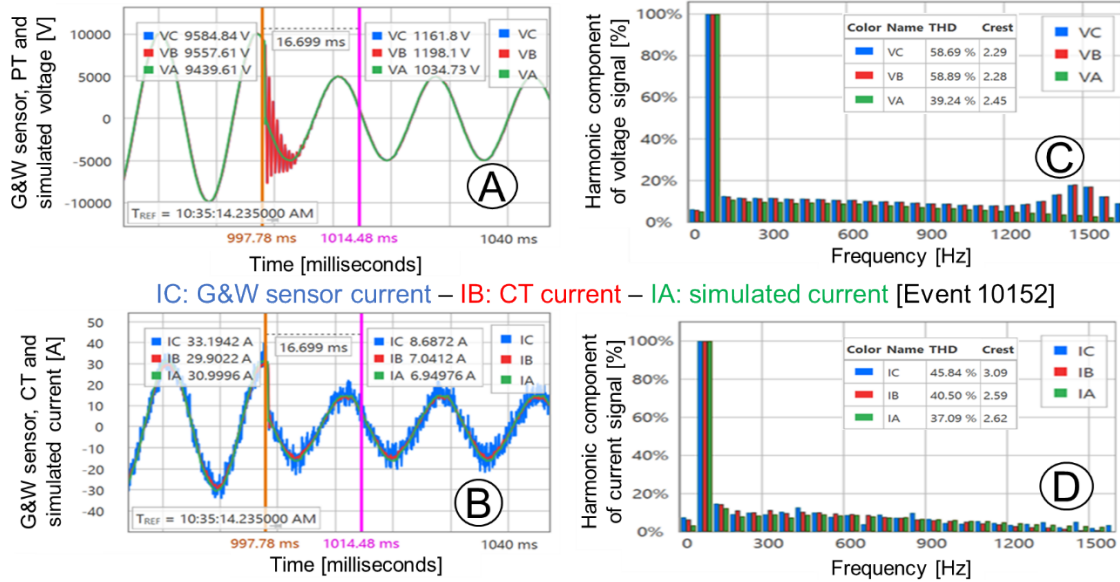 G&W sensor, PT and
simulated voltage [V]
10000
5000
0
-5000
-10000
VC 9584.84 V
VB 9557.61 V
VA 9439.61 V
16.699 ms
VC 1161.8 V
VB 1198.1 V
VA 1034.73 V
VC
VB
VA
A
TREF = 10:35:14.235000 AM
997.78 ms
1014.48 ms
1040 ms
Time [milliseconds]
Harmonic component
of voltage signal [%]
100%
80%
60%
40%
20%
0%
Color Name THD Crest
VC 58.69 % 2.29
VB 58.89 % 2.28
VA 39.24 % 2.45
VC
VB
VA
C
0 300 600 900 1200 1500
Frequency [Hz]
IC: G&W sensor current – IB: CT current – IA: simulated current [Event 10152]
G&W sensor, CT and
simulated current [A]
50
40
30
20
10
0
-10
-20
-30
-40
IC 33.1942 A
IB 29.9022 A
IA 30.9996 A
16.699 ms
IC 8.6872 A
IB 7.0412 A
IA 6.94976 A
IC
IB
IA
B
TREF = 10:35:14.235000 AM
997.78 ms
1014.48 ms
1040 ms
Time [milliseconds]
Harmonic component
of current signal [%]
100%
80%
60%
40%
20%
0%
Color Name THD Crest
IC 45.84 % 3.09
IB 40.50 % 2.59
IA 37.09 % 2.62
IC
IB
IA
D
0 300 600 900 1200 1500
Frequency [Hz]